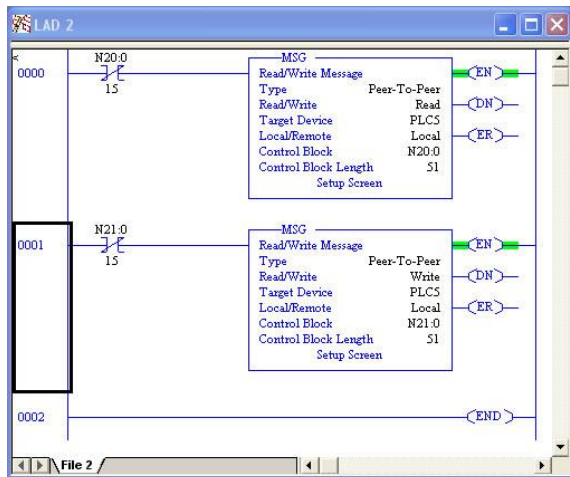 LAD 2
<
0000
N20:0
15
MSG
Read/Write Message
Type Peer-To-Peer
Read/Write Read
Target Device PLC5
Local/Remote Local
Control Block N20:0
Control Block Length 51
Setup Screen
EN
DN
ER
0001
N21:0
15
MSG
Read/Write Message
Type Peer-To-Peer
Read/Write Write
Target Device PLC5
Local/Remote Local
Control Block N21:0
Control Block Length 51
Setup Screen
EN
DN
ER
0002
END
File 2